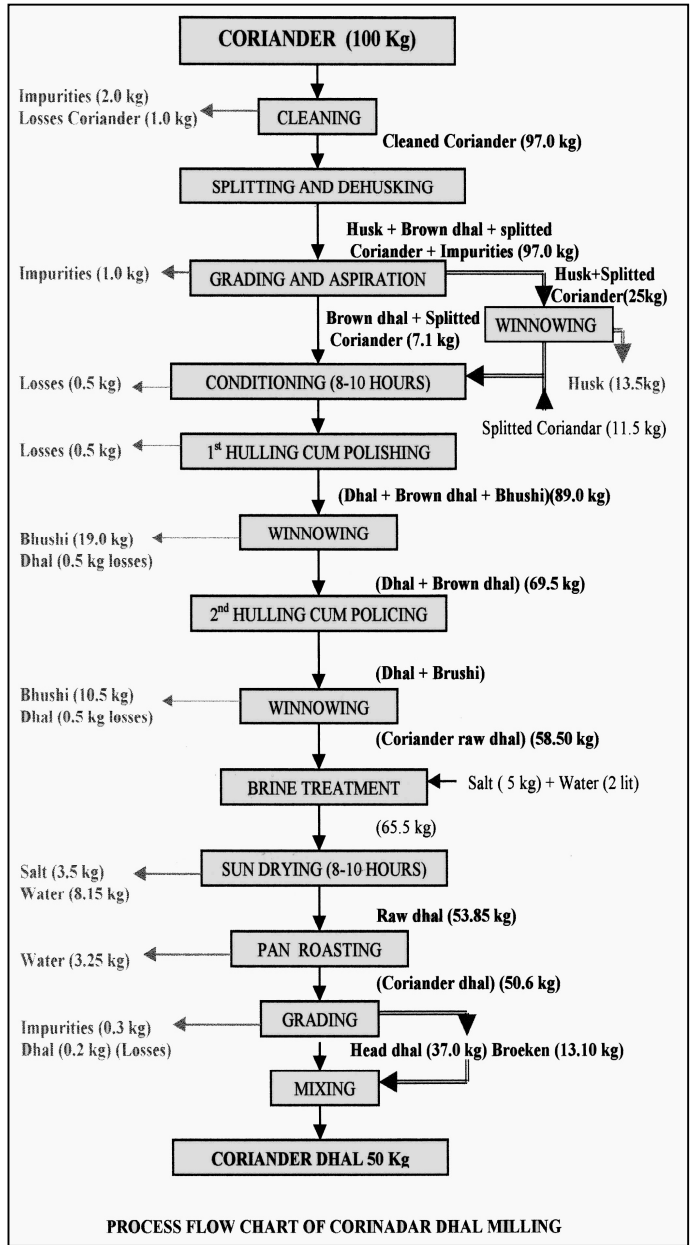 CORIANDER (100 Kg)
Impurities (2.0 kg)
Losses Coriander (1.0 kg)
CLEANING
Cleaned Coriander (97.0 kg)
SPLITTING AND DEHUSKING
Husk + Brown dhal + splitted
Coriander + Impurities (97.0 kg)
Impurities (1.0 kg)
GRADING AND ASPIRATION
Husk+Splitted
Coriander(25kg)
Brown dhal + Splitted
Coriander (7.1 kg)
WINNOWING
Losses (0.5 kg)
CONDITIONING (8-10 HOURS)
Husk (13.5kg)
Splitted Coriandar (11.5 kg)
Losses (0.5 kg)
1st HULLING CUM POLISHING
(Dhal + Brown dhal + Bhushi)(89.0 kg)
Bhushi (19.0 kg)
Dhal (0.5 kg losses)
WINNOWING
(Dhal + Brown dhal) (69.5 kg)
2nd HULLING CUM POLICING
(Dhal + Brushi)
Bhushi (10.5 kg)
Dhal (0.5 kg losses)
WINNOWING
(Coriander raw dhal) (58.50 kg)
BRINE TREATMENT
Salt ( 5 kg) + Water (2 lit)
(65.5 kg)
Salt (3.5 kg)
Water (8.15 kg)
SUN DRYING (8-10 HOURS)
Raw dhal (53.85 kg)
Water (3.25 kg)
PAN ROASTING
(Coriander dhal) (50.6 kg)
Impurities (0.3 kg)
Dhal (0.2 kg) (Losses)
GRADING
Head dhal (37.0 kg) Broeken (13.10 kg)
MIXING
CORIANDER DHAL 50 Kg
PROCESS FLOW CHART OF CORINADAR DHAL MILLING